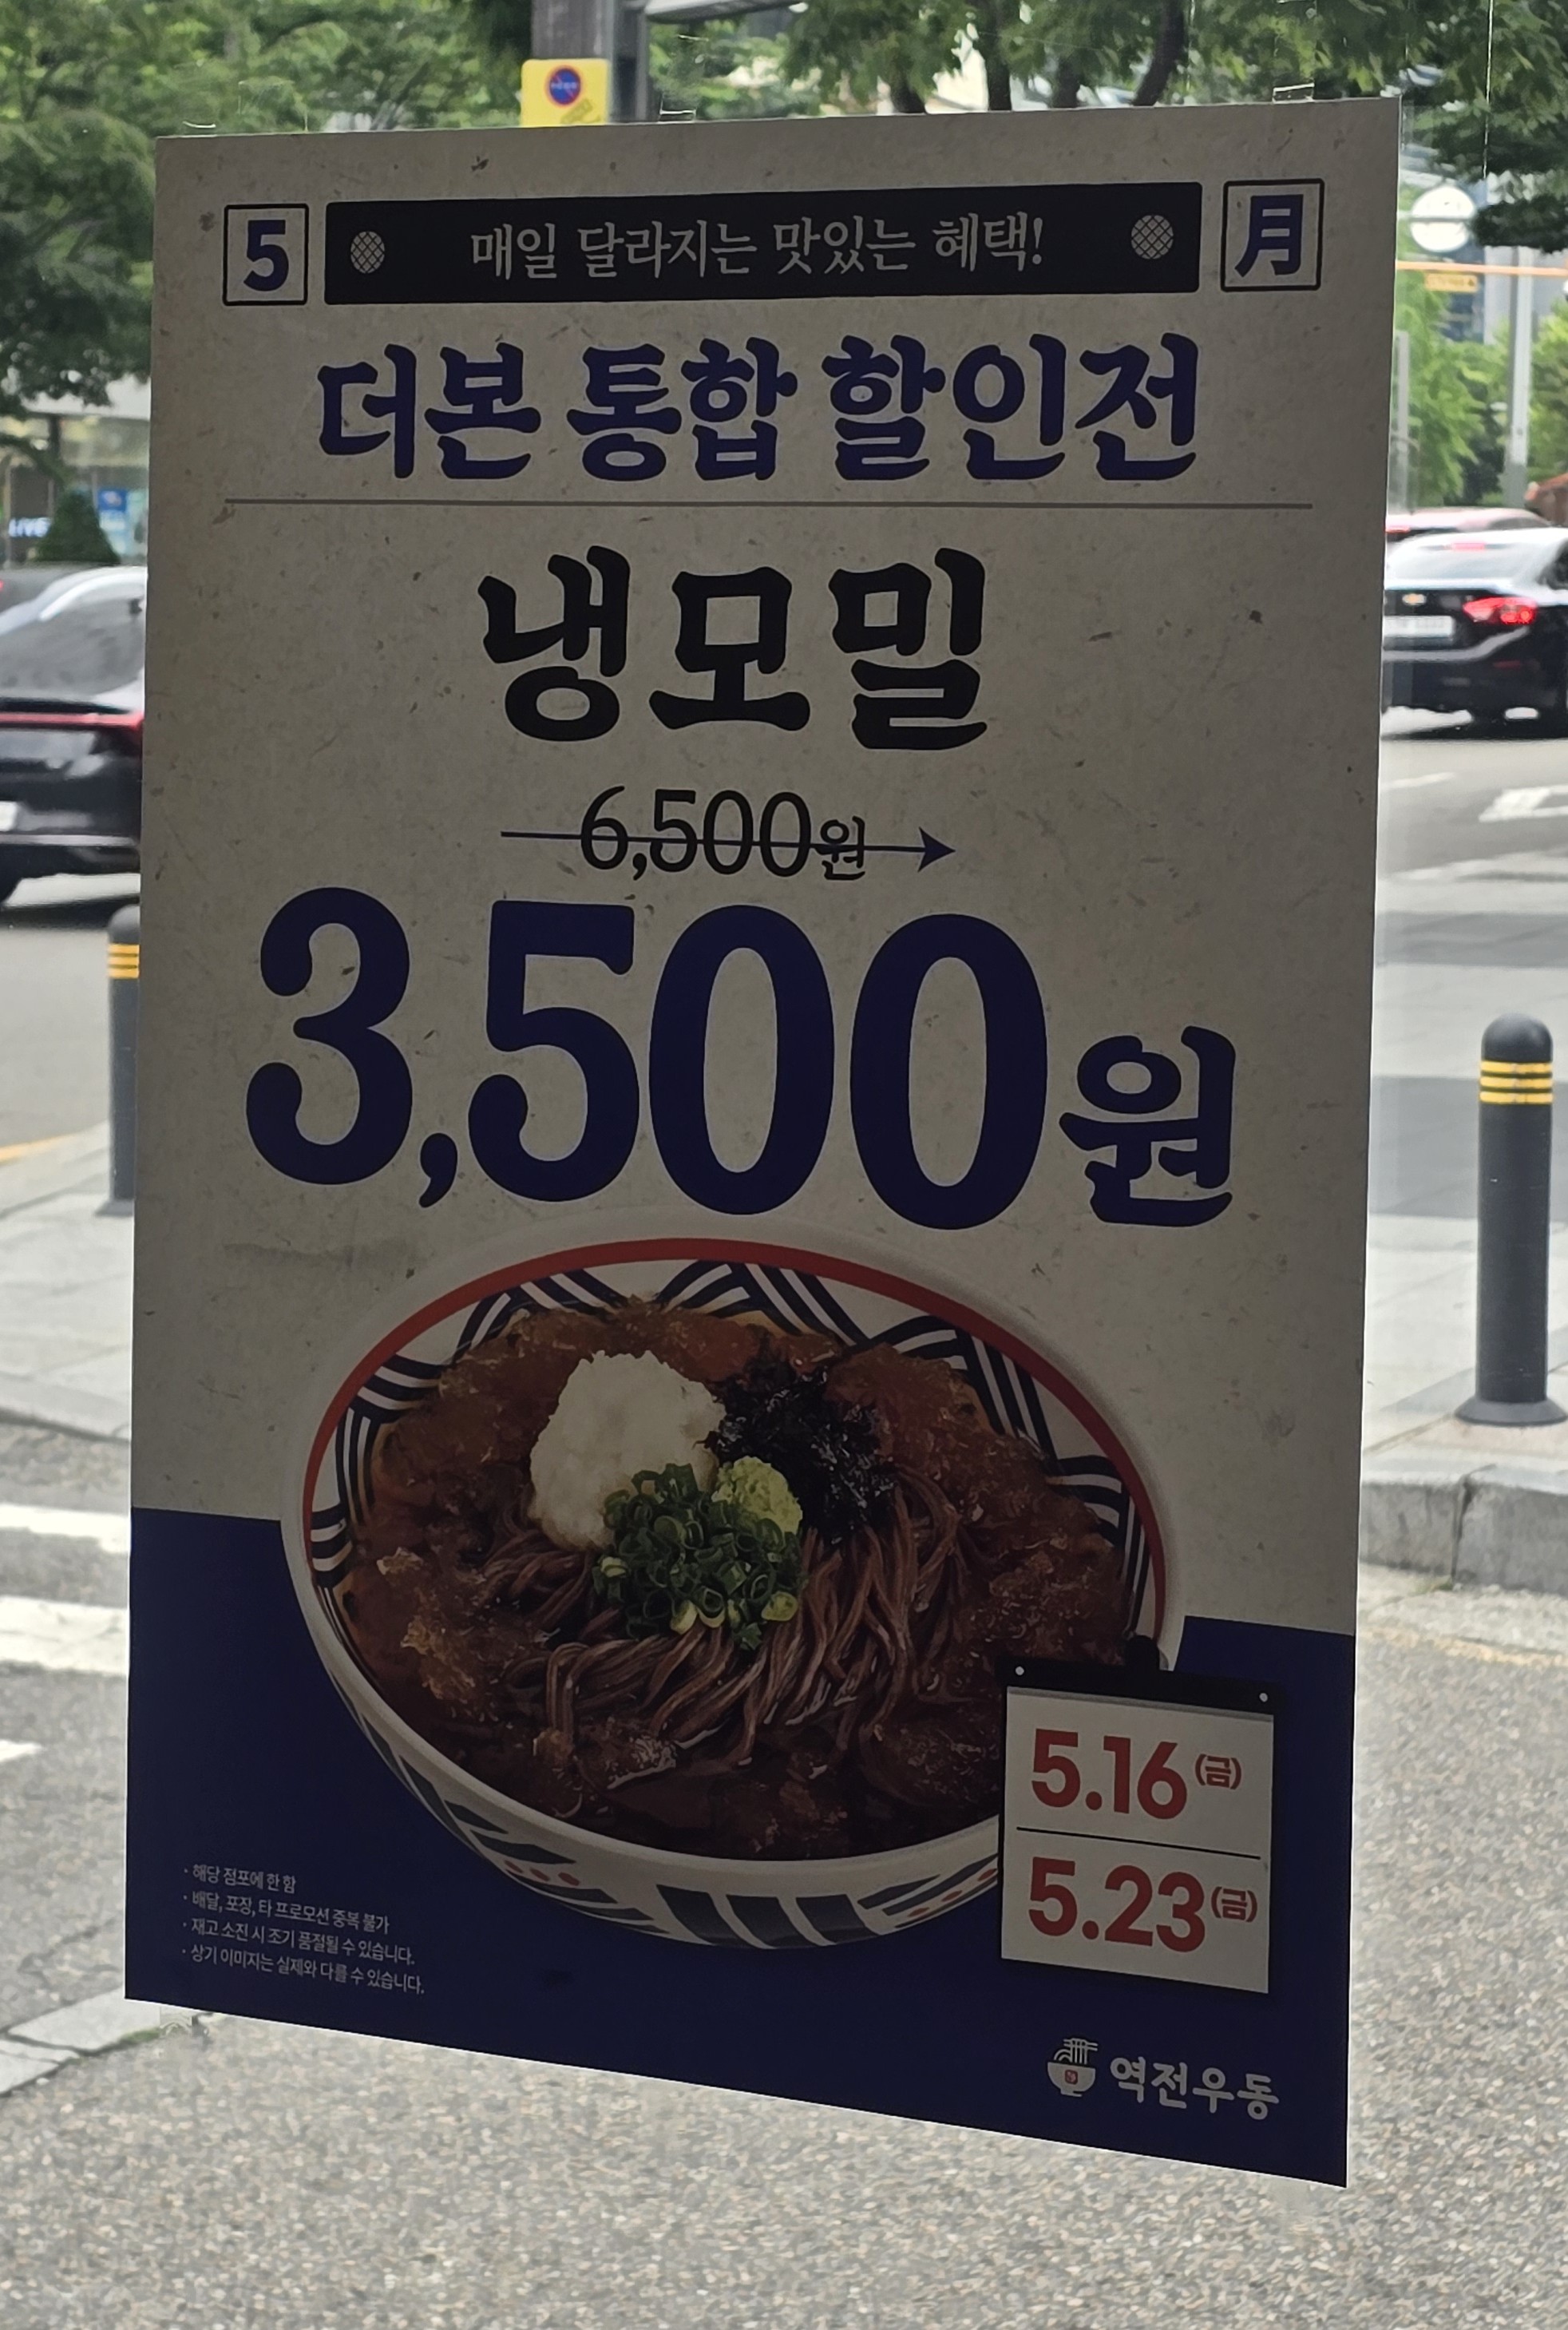 5 매일 달라지는 맛있는 혜택! 月
더본 통합 할인전
냉모밀
6,500원
3,500원
5.16(금)
5.23(금)
· 해당 점포에 한 함
· 배달, 포장, 타 프로모션 중복 불가
· 재고 소진 시 조기 품절될 수 있습니다.
· 상기 이미지는 실제와 다를 수 있습니다.
역전우동
LIVE